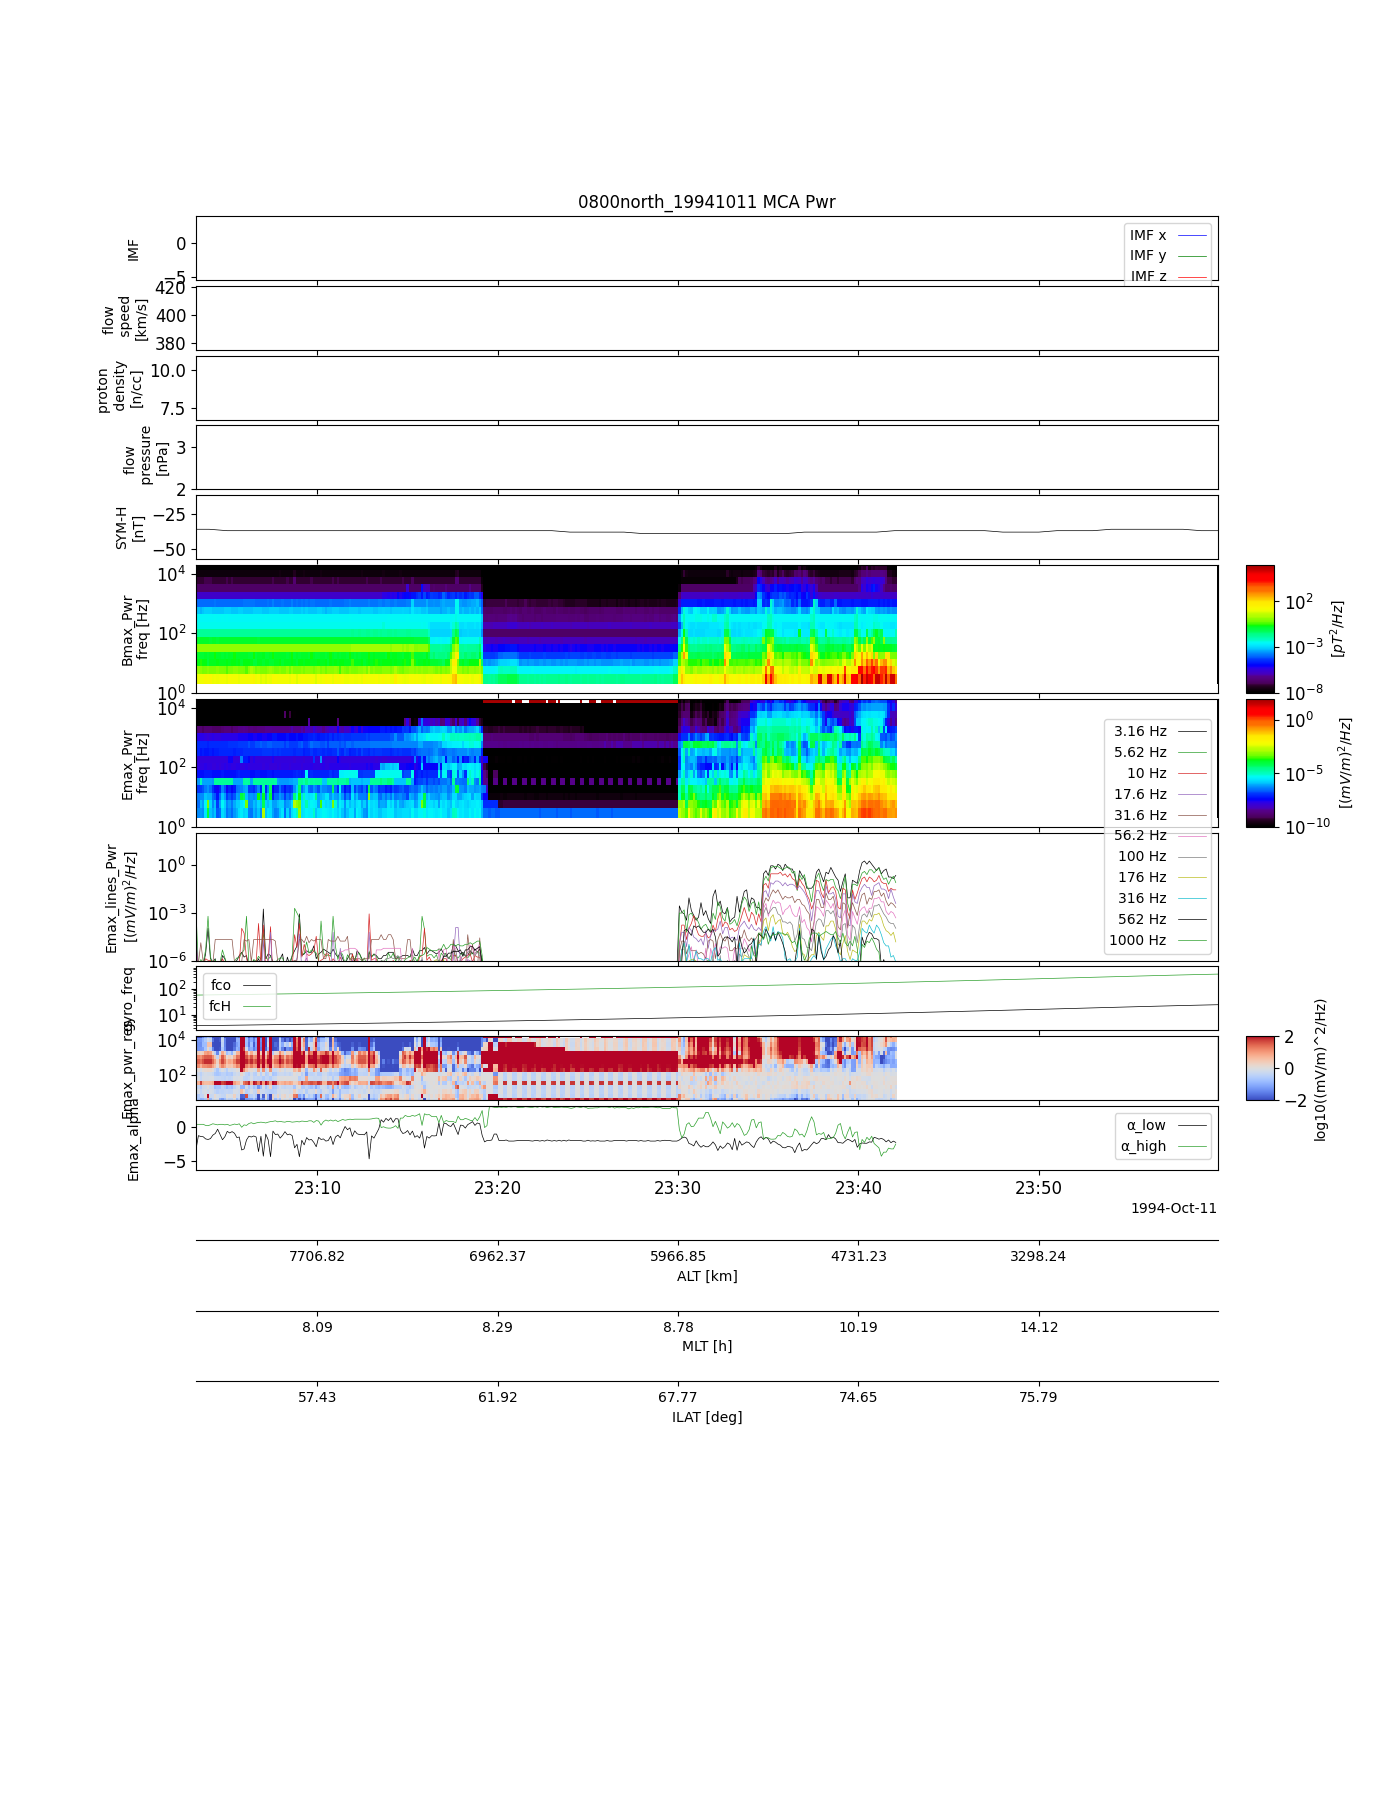 0800north_19941011 MCA Pwr
IMF
0
−5
IMF x
IMF y
IMF z
flow
speed
[km/s]
420
400
380
proton
density
[n/cc]
10.0
7.5
flow
pressure
[nPa]
3
2
SYM-H
[nT]
−25
−50
Bmax_Pwr
freq [Hz]
10^4
10^2
10^0
10^2
10^-3
10^-8
[pT^2/Hz]
Emax_Pwr
freq [Hz]
10^4
10^2
10^0
10^0
10^-5
10^-10
[(mV/m)^2/Hz]
3.16 Hz
5.62 Hz
10 Hz
17.6 Hz
31.6 Hz
56.2 Hz
100 Hz
176 Hz
316 Hz
562 Hz
1000 Hz
Emax_lines_Pwr
[(mV/m)^2/Hz]
10^0
10^-3
10^-6
gyro_freq
10^2
10^1
fco
fcH
Emax_pwr_res
10^4
10^2
2
0
−2
log10((mV/m)^2/Hz)
Emax_alpha
0
−5
α_low
α_high
23:10 23:20 23:30 23:40 23:50
1994-Oct-11
7706.82 6962.37 5966.85 4731.23 3298.24
ALT [km]
8.09 8.29 8.78 10.19 14.12
MLT [h]
57.43 61.92 67.77 74.65 75.79
ILAT [deg]